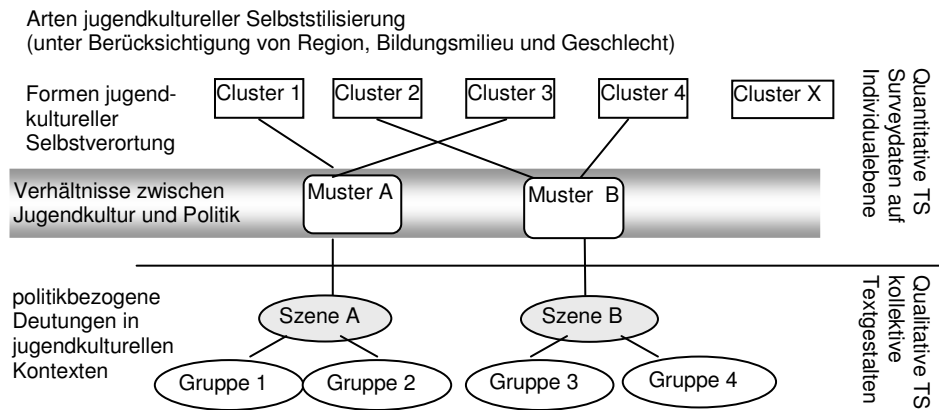 Arten jugendkultureller Selbststilisierung
(unter Berücksichtigung von Region, Bildungsmilieu und Geschlecht)
Formen jugend-
kultureller
Selbstverortung
Cluster 1
Cluster 2
Cluster 3
Cluster 4
Cluster X
Quantitative TS
Surveydaten auf
Individualebene
Verhältnisse zwischen
Jugendkultur und Politik
Muster A
Muster B
politikbezogene
Deutungen in
jugendkulturellen
Kontexten
Szene A
Szene B
Gruppe 1
Gruppe 2
Gruppe 3
Gruppe 4
Qualitative TS
kollektive
Textgestalten